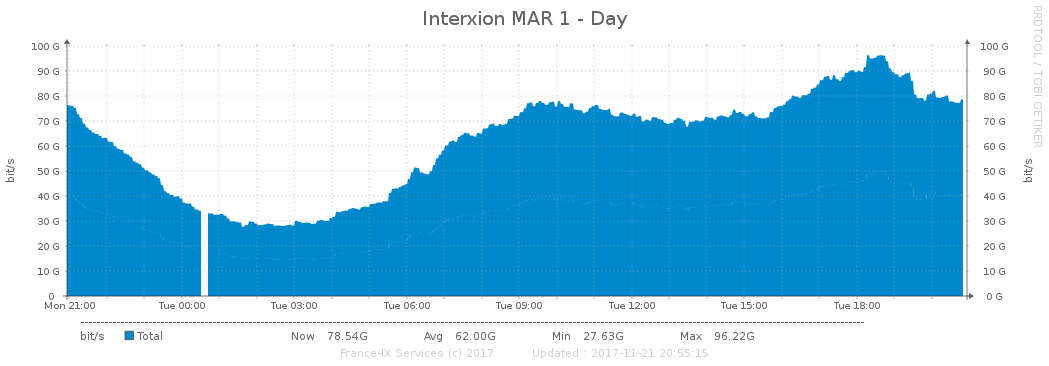 Interxion MAR 1 - Day
RRDTOOL / TOBI OETIKER
100 G 100 G
90 G 90 G
80 G 80 G
70 G 70 G
60 G 60 G
50 G 50 G
40 G 40 G
30 G 30 G
20 G 20 G
10 G 10 G
0 0 G
bit/s bit/s
Mon 21:00 Tue 00:00 Tue 03:00 Tue 06:00 Tue 09:00 Tue 12:00 Tue 15:00 Tue 18:00
bit/s Total Now 78.54G Avg 62.00G Min 27.63G Max 96.22G
France-IX Services (c) 2017 Updated : 2017-11-21 20:55:15